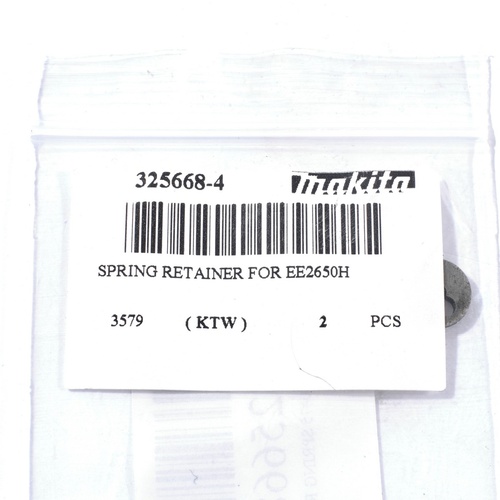 325668-4 makita
SPRING RETAINER FOR EE2650H
3579 (KTW) 2 PCS